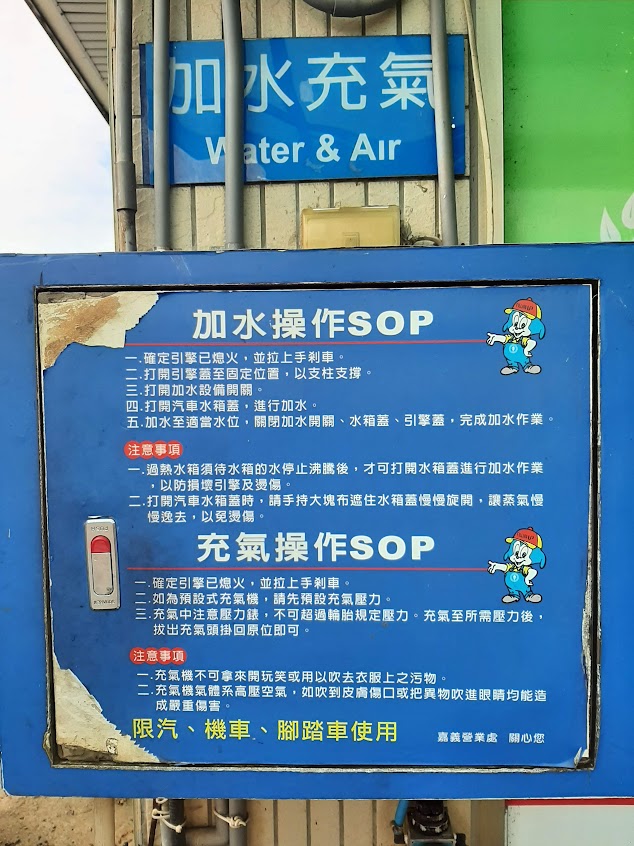 加水充氣
Water & Air
加水操作SOP
一.確定引擎已熄火，並拉上手剎車。
二.打開引擎蓋至固定位置，以支柱支撐。
三.打開加水設備開關。
四.打開汽車水箱蓋，進行加水。
五.加水至適當水位，關閉加水開關、水箱蓋、引擎蓋，完成加水作業。
注意事項
一.過熱水箱須待水箱的水停止沸騰後，才可打開水箱蓋進行加水作業
，以防損壞引擎及燙傷。
二.打開汽車水箱蓋時，請手持大塊布遮住水箱蓋慢慢旋開，讓蒸氣慢
慢逸去，以免燙傷。
充氣操作SOP
一.確定引擎已熄火，並拉上手剎車。
二.如為預設式充氣機，請先預設充氣壓力。
三.充氣中注意壓力錶，不可超過輪胎規定壓力。充氣至所需壓力後，
拔出充氣頭掛回原位即可。
注意事項
一.充氣機不可拿來開玩笑或用以吹去衣服上之污物。
二.充氣機氣體系高壓空氣，如吹到皮膚傷口或把異物吹進眼睛均能造
成嚴重傷害。
限汽、機車、腳踏車使用
嘉義營業處 關心您
PUSH